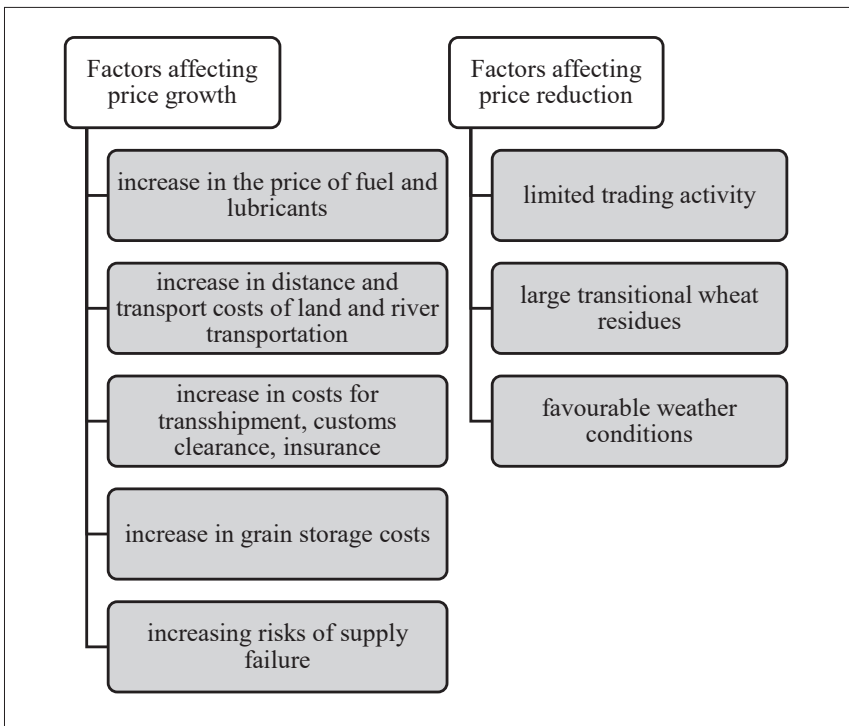 Factors affecting
price growth
increase in the price of fuel and
lubricants
increase in distance and
transport costs of land and river
transportation
increase in costs for
transshipment, customs
clearance, insurance
increase in grain storage costs
increasing risks of supply
failure
Factors affecting
price reduction
limited trading activity
large transitional wheat
residues
favourable weather
conditions